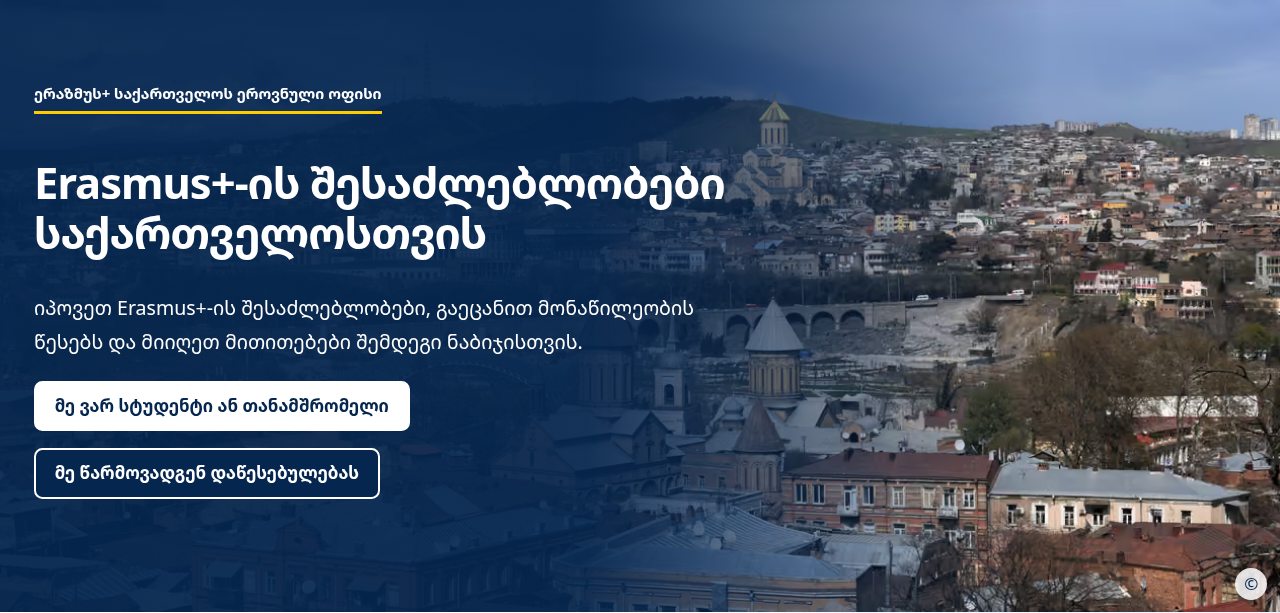 ერაზმუს+ საქართველოს ეროვნული ოფისი
Erasmus+-ის შესაძლებლობები
საქართველოსთვის
იპოვეთ Erasmus+-ის შესაძლებლობები, გაეცანით მონაწილეობის
წესებს და მიიღეთ მითითებები შემდეგი ნაბიჯისთვის.
მე ვარ სტუდენტი ან თანამშრომელი
მე წარმოვადგენ დაწესებულებას
©